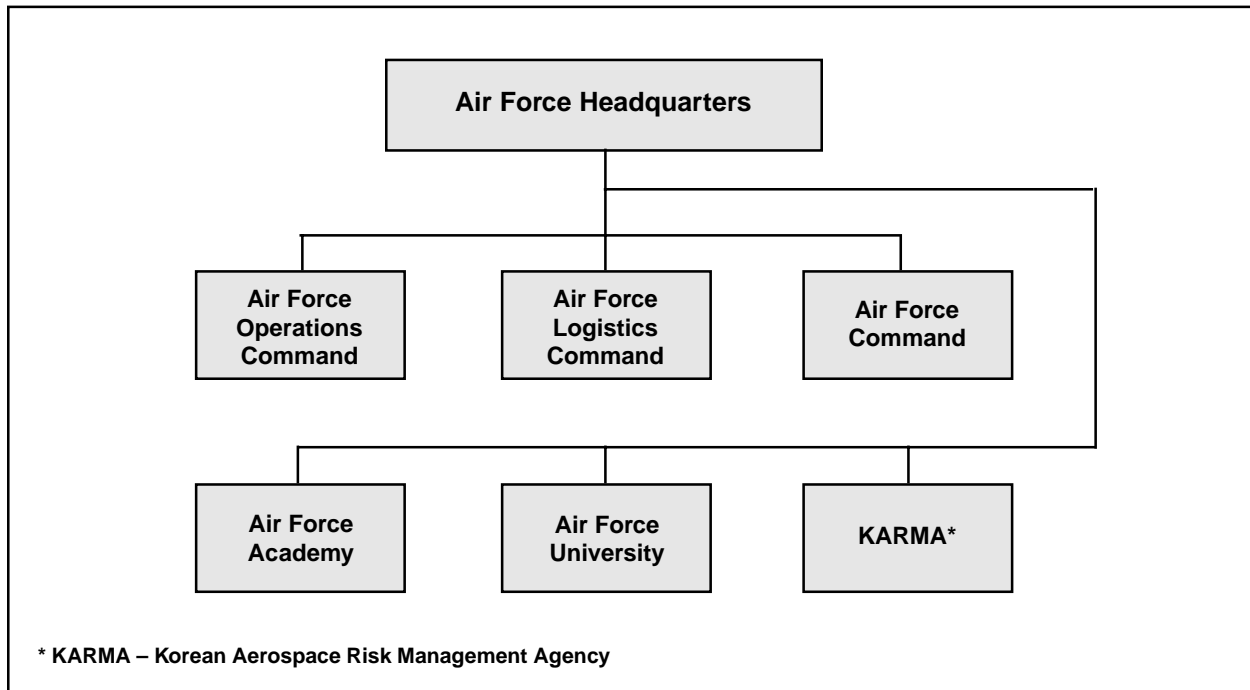 Air Force Headquarters
Air Force
Operations
Command
Air Force
Logistics
Command
Air Force
Command
Air Force
Academy
Air Force
University
KARMA*
* KARMA – Korean Aerospace Risk Management Agency